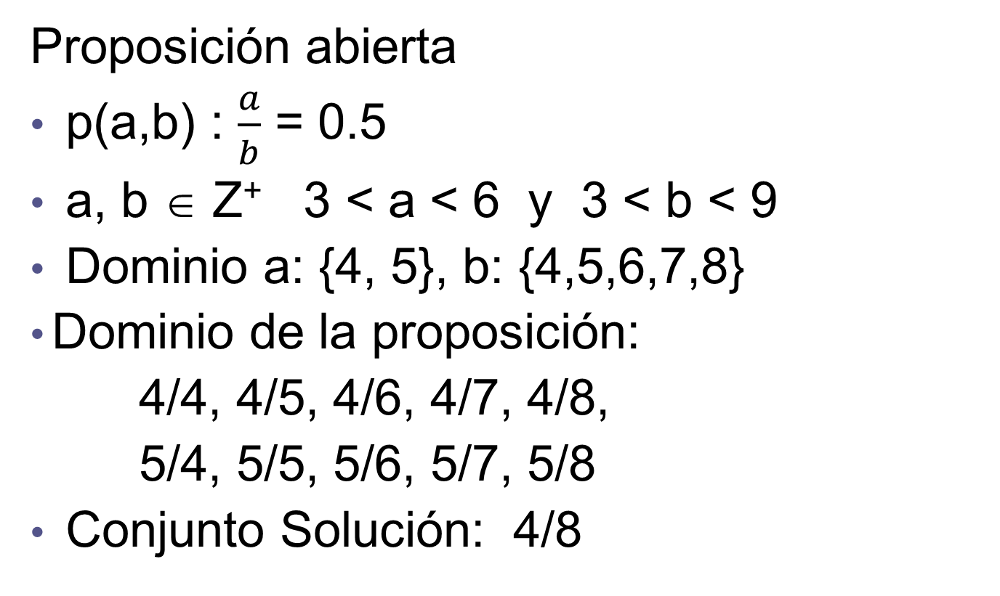 Proposición abierta
• p(a,b) : a/b = 0.5
• a, b ∈ Z⁺ 3 < a < 6 y 3 < b < 9
• Dominio a: {4, 5}, b: {4,5,6,7,8}
• Dominio de la proposición:
4/4, 4/5, 4/6, 4/7, 4/8,
5/4, 5/5, 5/6, 5/7, 5/8
• Conjunto Solución: 4/8